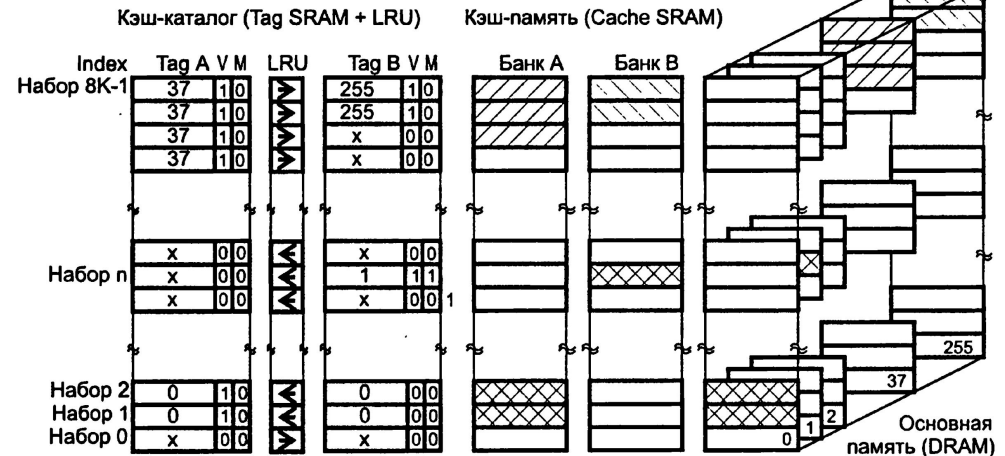 Кэш-каталог (Tag SRAM + LRU) Кэш-память (Cache SRAM)
Index Tag A V M LRU Tag B V M Банк А Банк В
Набор 8K-1 37 1 0 255 1 0
37 1 0 255 1 0
37 1 0 x 0 0
37 1 0 x 0 0
x 0 0 x 0 0
Набор n x 0 0 1 1 1
x 0 0 x 0 0 1
255
37
Набор 2 0 1 0 0 0 0
Набор 1 0 1 0 0 0 0 1 2
Набор 0 x 0 0 x 0 0 0
Основная
память (DRAM)